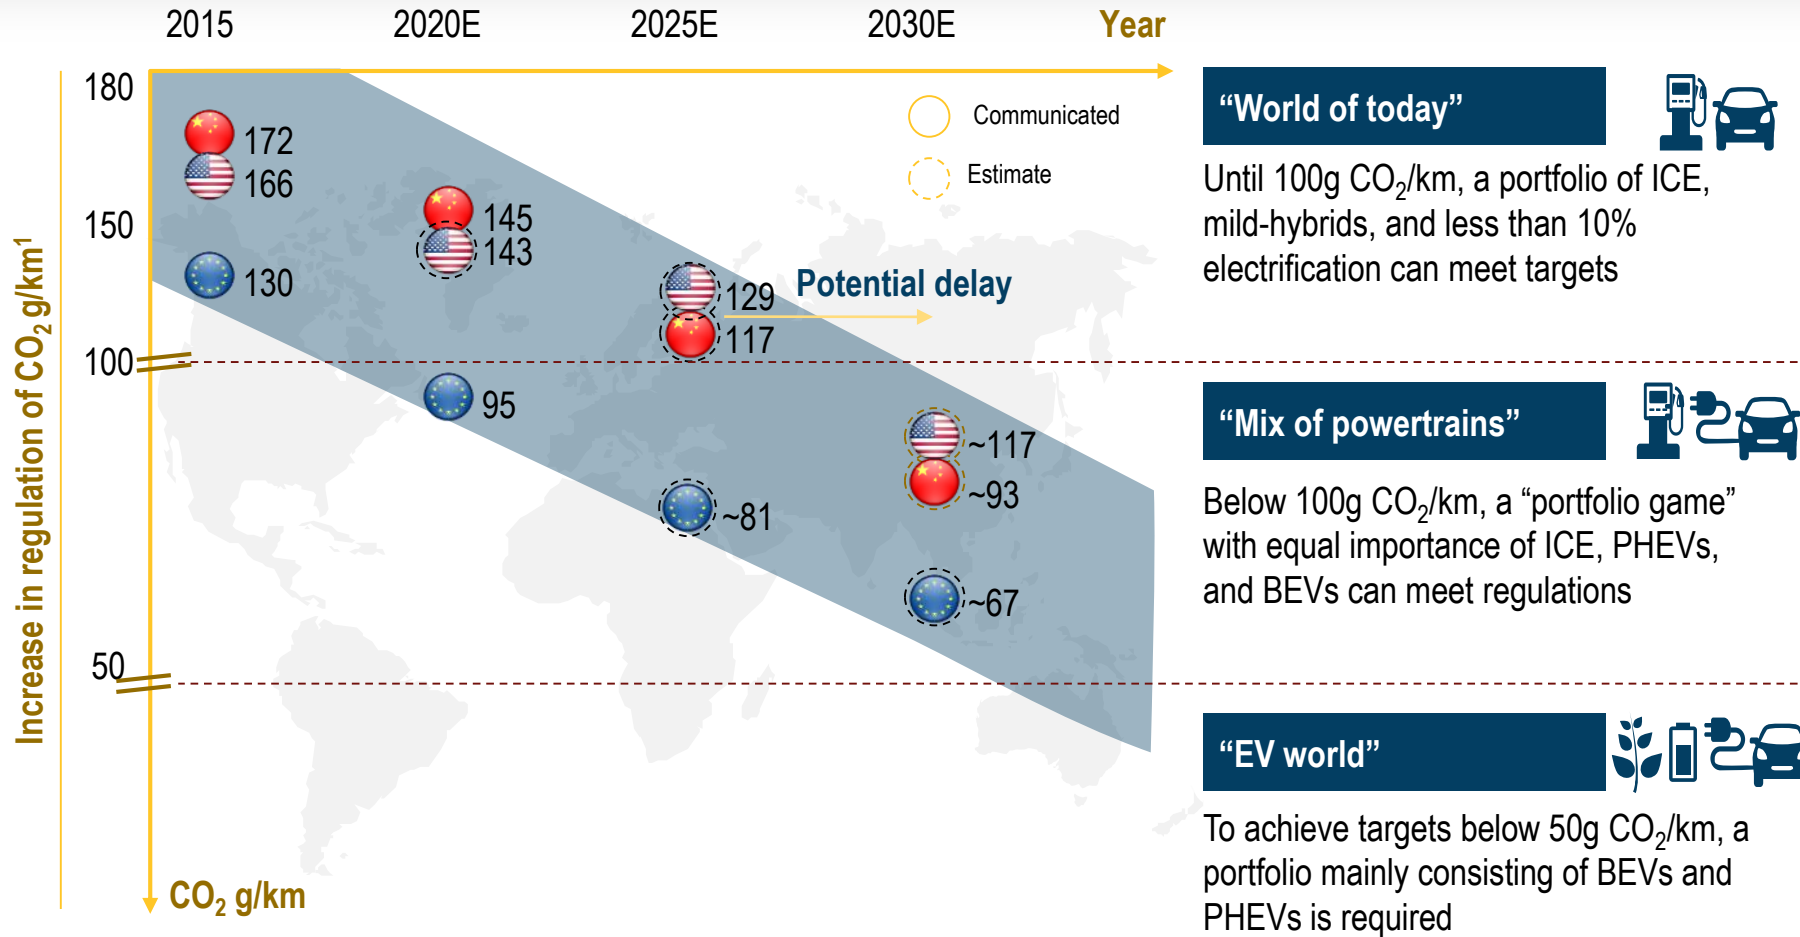 2015
2020E
2025E
2030E
Year
Increase in regulation of CO₂ g/km¹
180
150
100
50
CO₂ g/km
Communicated
Estimate
172
166
130
145
143
95
129
117
~81
Potential delay
~117
~93
~67
“World of today”
Until 100g CO₂/km, a portfolio of ICE,
mild-hybrids, and less than 10%
electrification can meet targets
“Mix of powertrains”
Below 100g CO₂/km, a “portfolio game”
with equal importance of ICE, PHEVs,
and BEVs can meet regulations
“EV world”
To achieve targets below 50g CO₂/km, a
portfolio mainly consisting of BEVs and
PHEVs is required